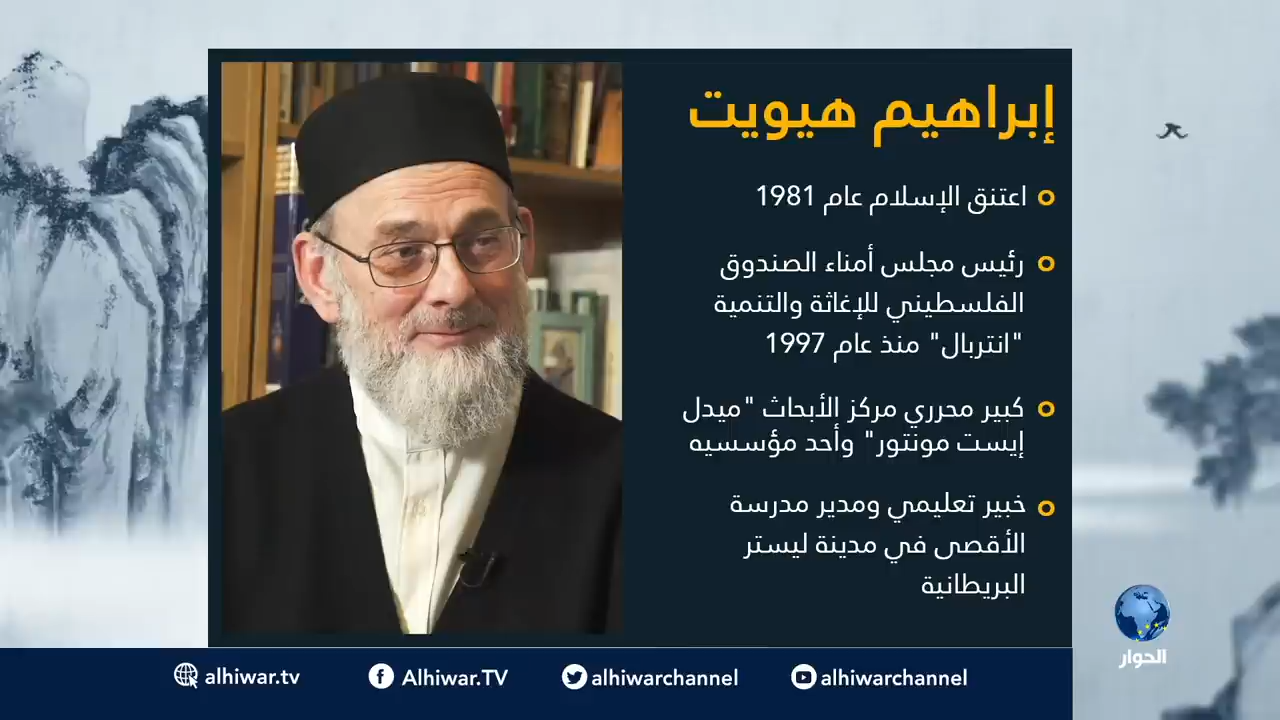 إبراهيم هيويت
اعتنق الإسلام عام 1981
رئيس مجلس أمناء الصندوق
الفلسطيني للإغاثة والتنمية
"انتربال" منذ عام 1997
كبير محرري مركز الأبحاث "ميدل
إيست مونتور" وأحد مؤسسيه
خبير تعليمي ومدير مدرسة
الأقصى في مدينة ليستر
البريطانية
الحوار
alhiwar.tv
Alhiwar.TV
alhiwarchannel
alhiwarchannel